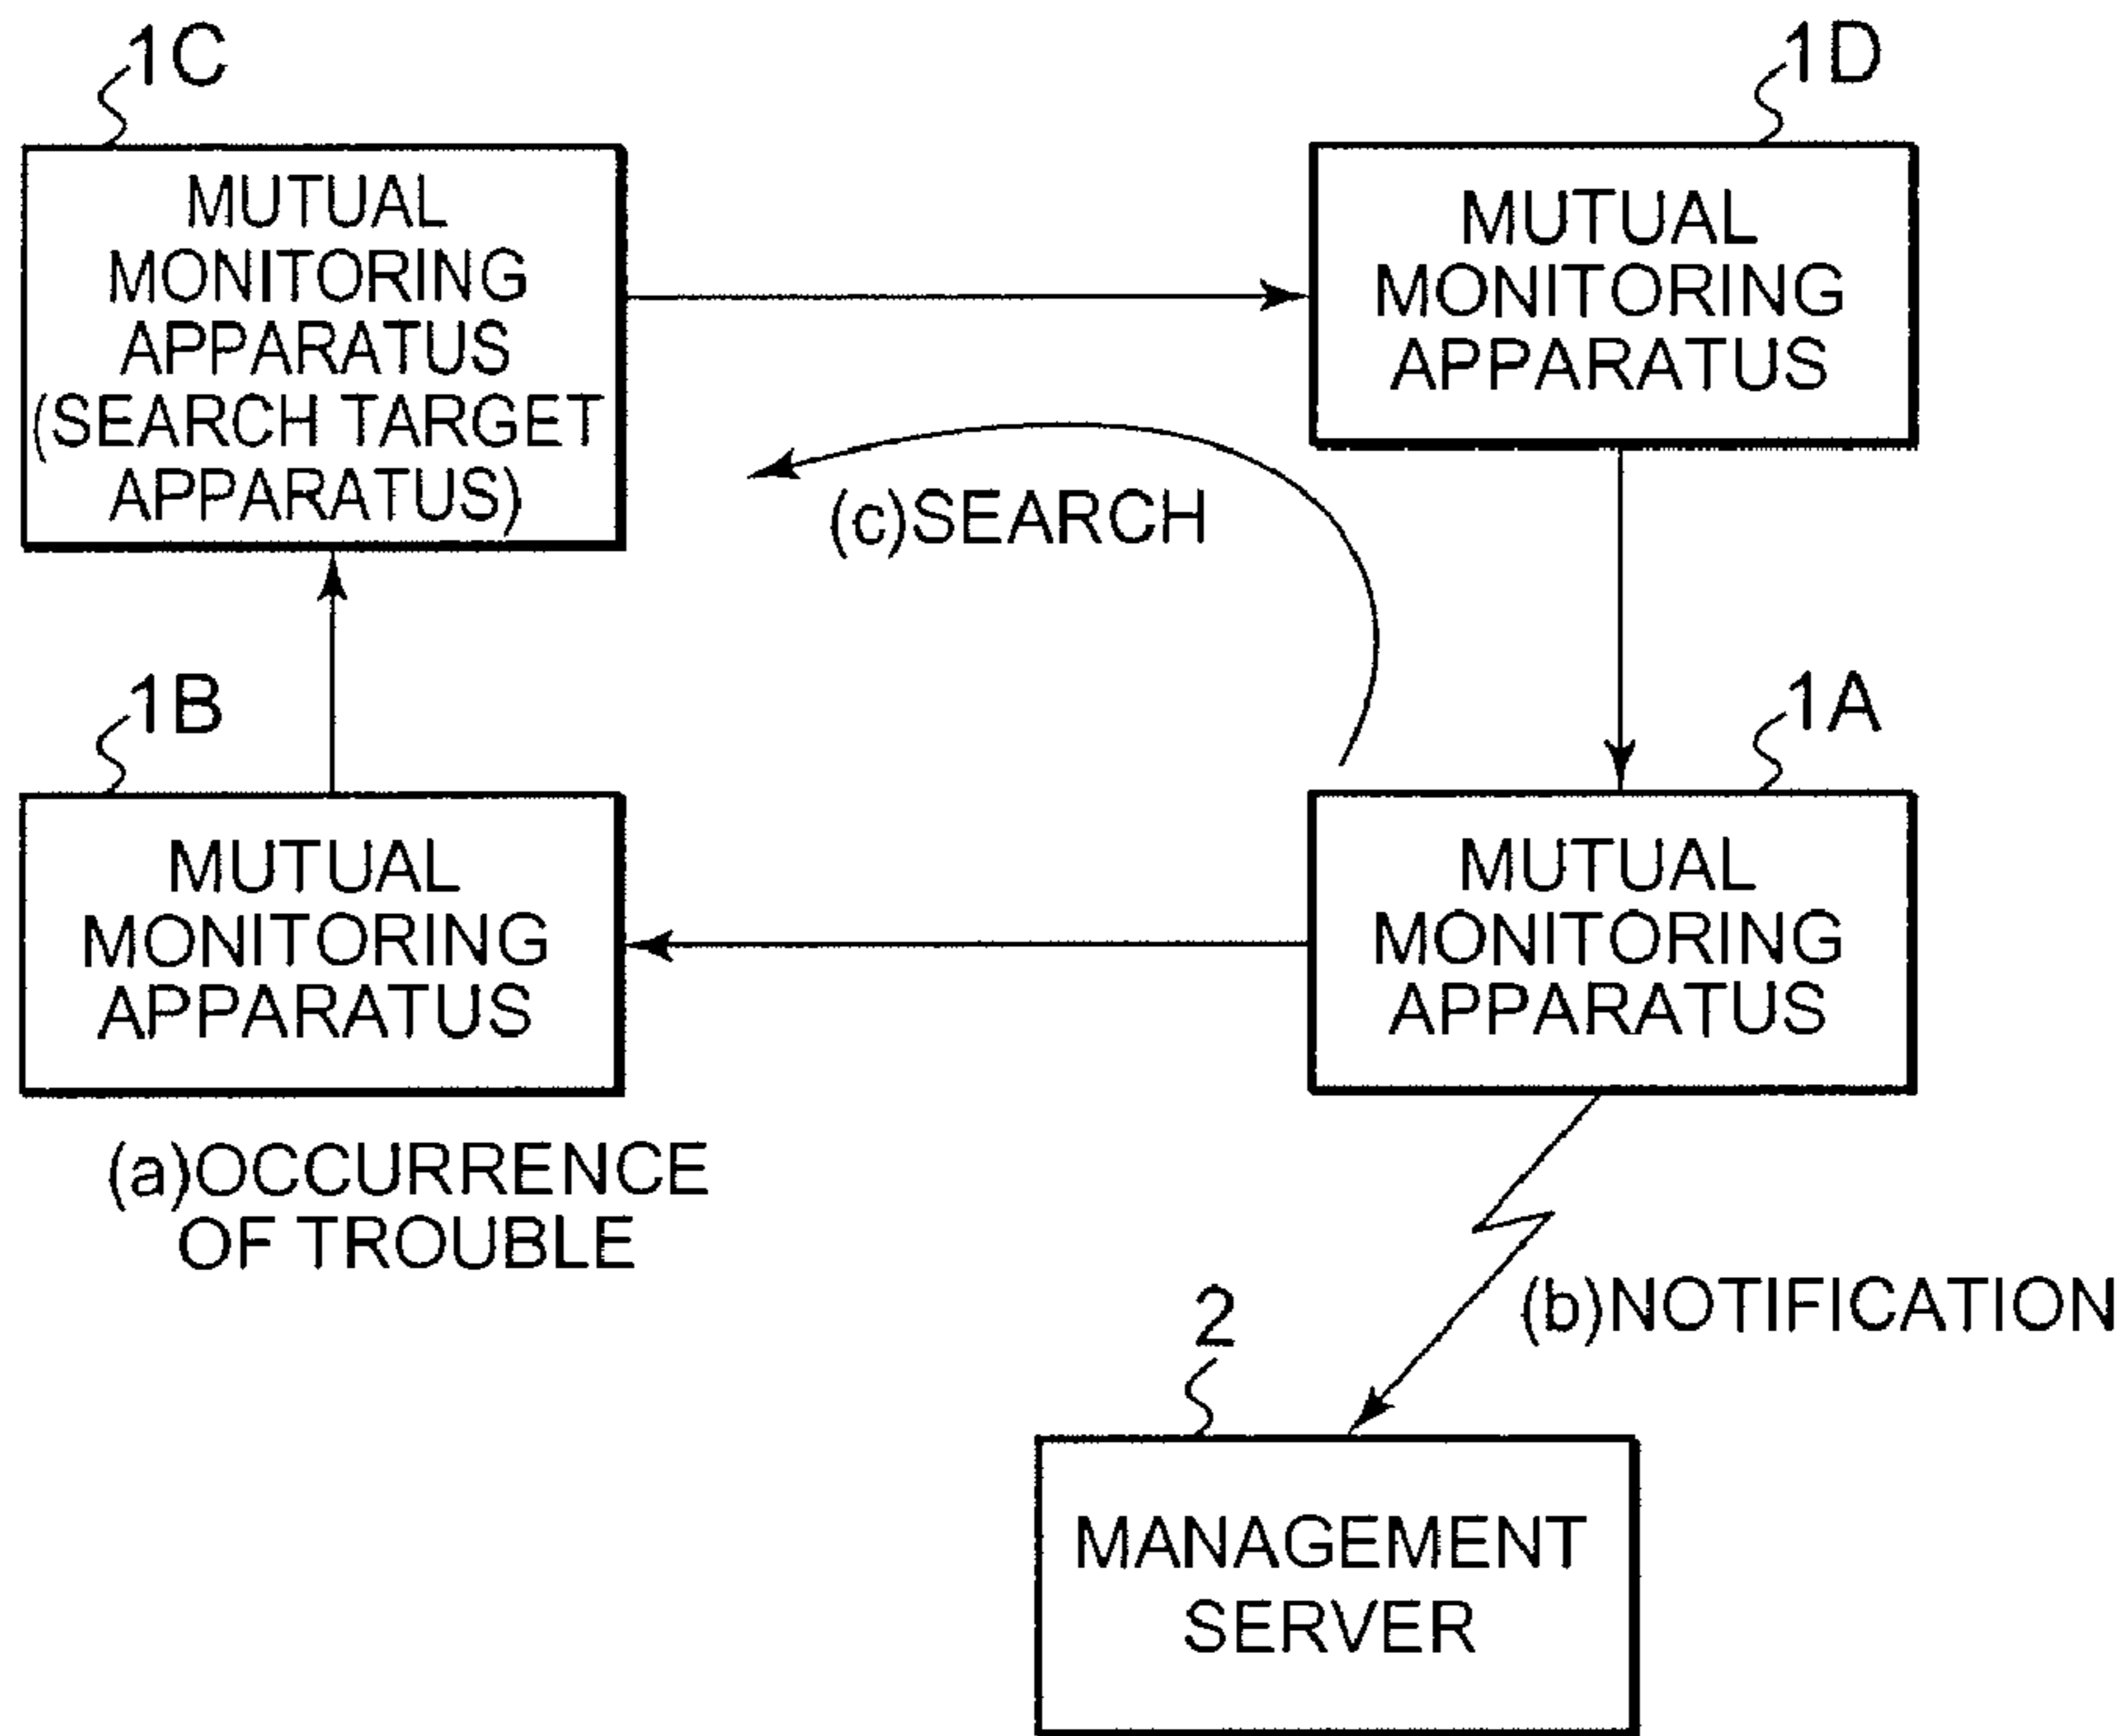 1C
1D
MUTUAL
MONITORING
APPARATUS
(SEARCH TARGET
APPARATUS)
MUTUAL
MONITORING
APPARATUS
(c)SEARCH
1B
1A
MUTUAL
MONITORING
APPARATUS
MUTUAL
MONITORING
APPARATUS
(a)OCCURRENCE
OF TROUBLE
(b)NOTIFICATION
2
MANAGEMENT
SERVER